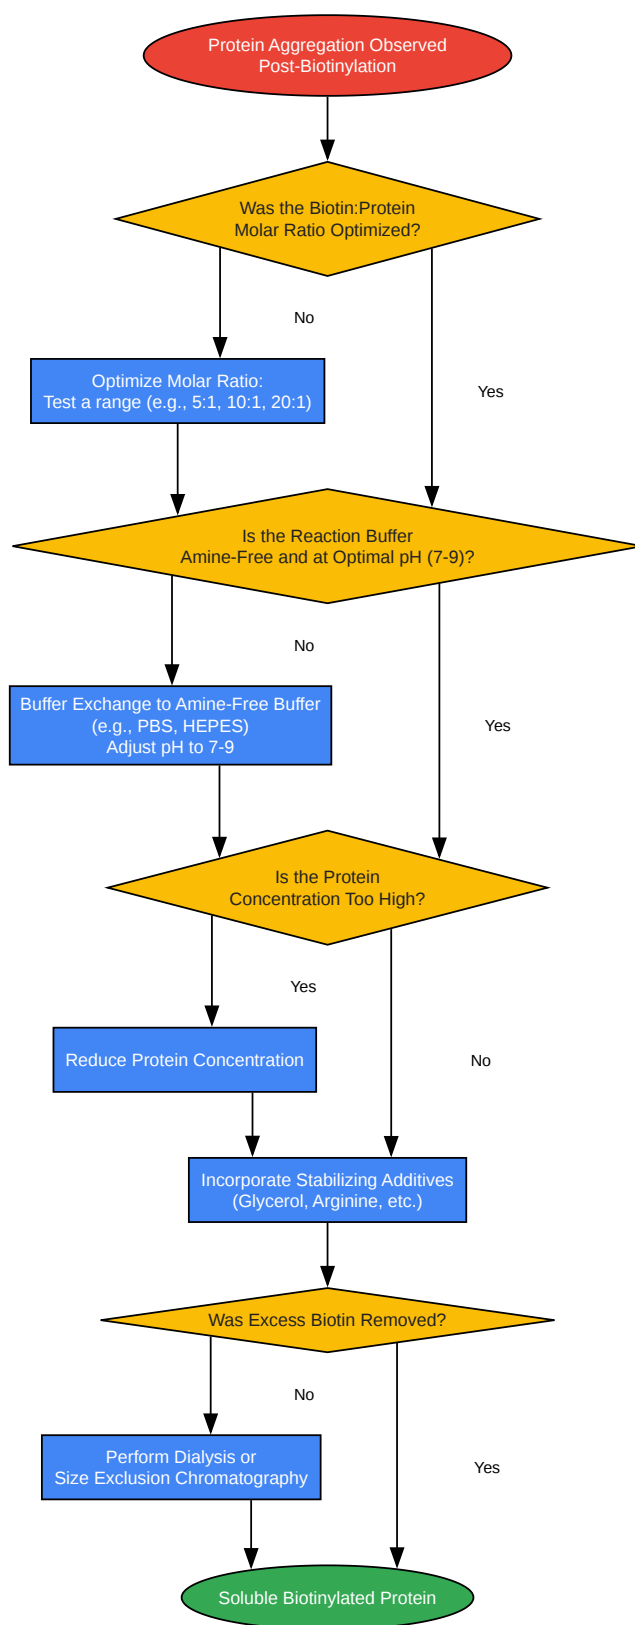 Protein Aggregation Observed
Post-Biotinylation
Was the Biotin:Protein
Molar Ratio Optimized?
No
Optimize Molar Ratio:
Test a range (e.g., 5:1, 10:1, 20:1)
Yes
Is the Reaction Buffer
Amine-Free and at Optimal pH (7-9)?
No
Buffer Exchange to Amine-Free Buffer
(e.g., PBS, HEPES)
Adjust pH to 7-9
Yes
Is the Protein
Concentration Too High?
Yes
Reduce Protein Concentration
No
Incorporate Stabilizing Additives
(Glycerol, Arginine, etc.)
Was Excess Biotin Removed?
No
Perform Dialysis or
Size Exclusion Chromatography
Yes
Soluble Biotinylated Protein